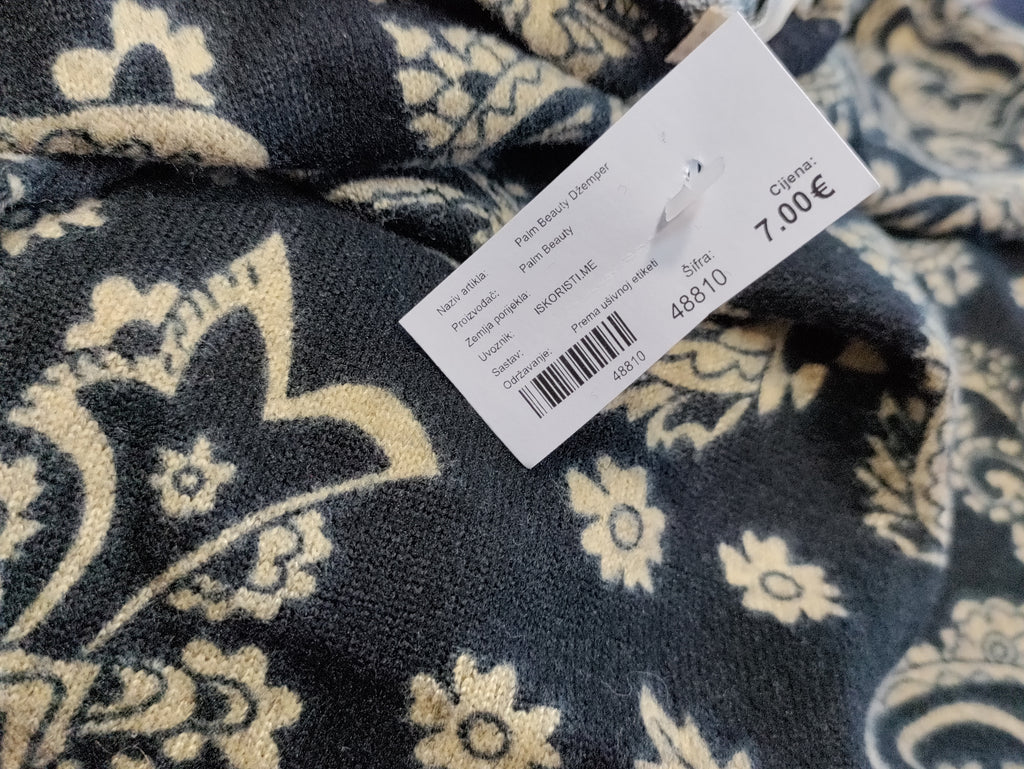 Naziv artikla: Palm Beauty Džemper
Proizvođač: Palm Beauty
Zemlja porijekla:
Uvoznik: ISKORISTI.ME
Sastav:
Održavanje: Prema ušivnoj etiketi
48810
Šifra:
48810
Cijena:
7.00€